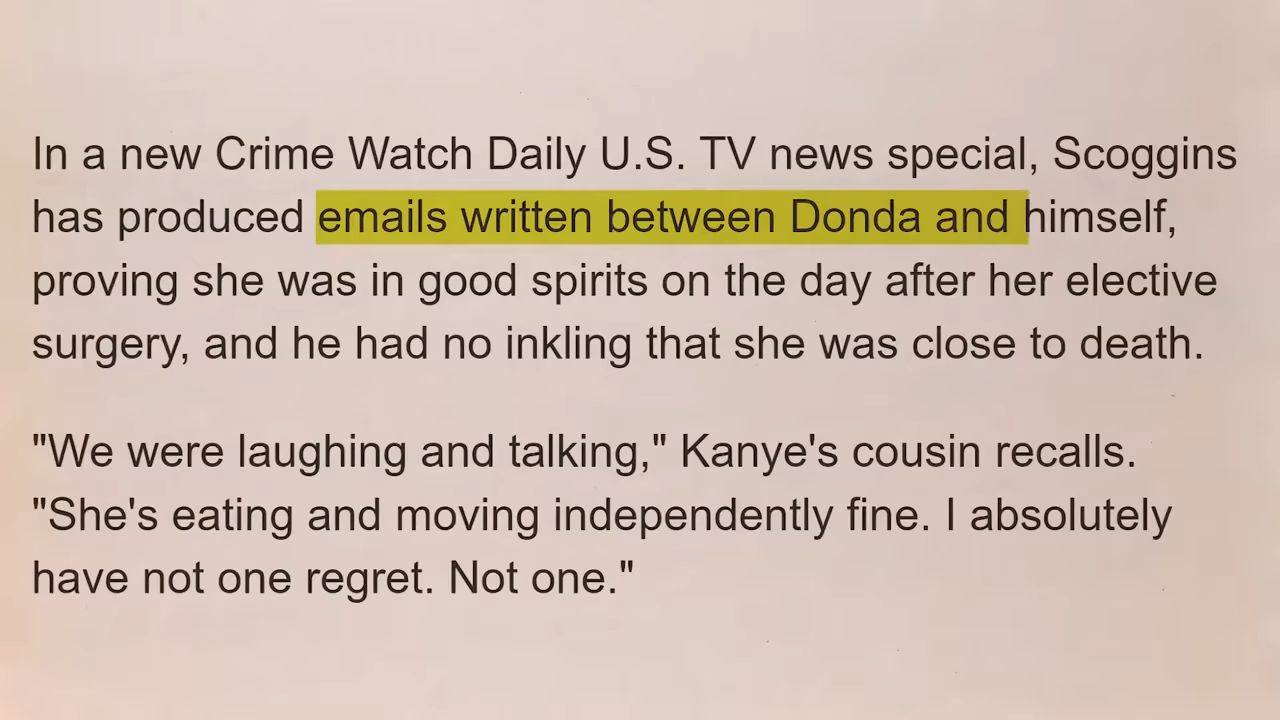 In a new Crime Watch Daily U.S. TV news special, Scoggins
has produced emails written between Donda and himself,
proving she was in good spirits on the day after her elective
surgery, and he had no inkling that she was close to death.
"We were laughing and talking," Kanye's cousin recalls.
"She's eating and moving independently fine. I absolutely
have not one regret. Not one."